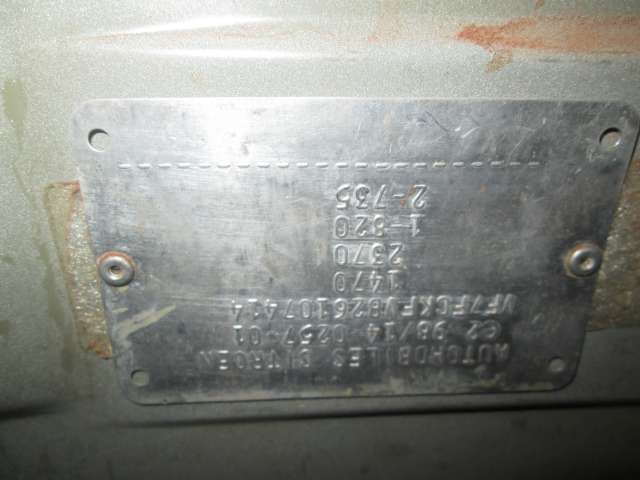 AUTOMOBILES CITROEN
e2*98/14*0257*01
VF7FCKFVB26107414
1470
2370
1-820
2-735